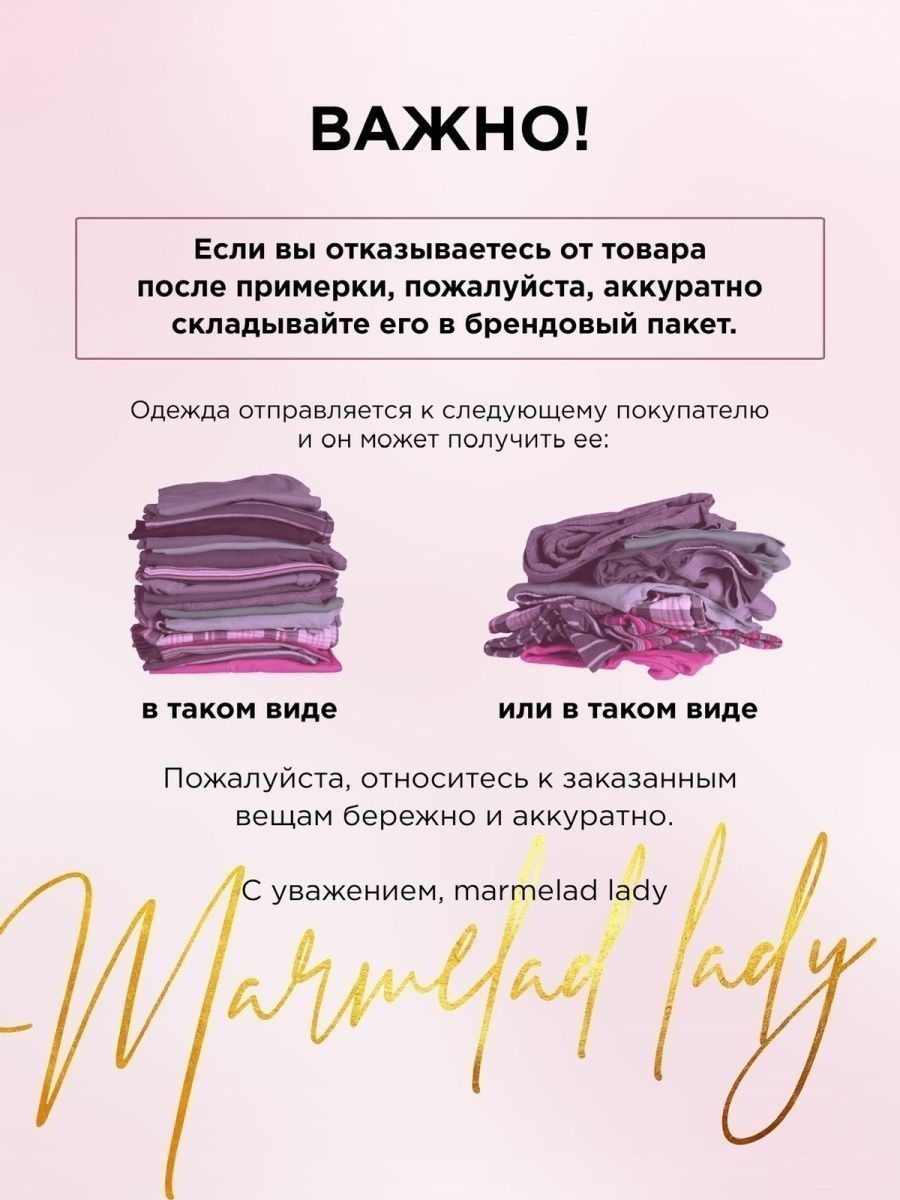 ВАЖНО!
Если вы отказываетесь от товара
после примерки, пожалуйста, аккуратно
складывайте его в брендовый пакет.
Одежда отправляется к следующему покупателю
и он может получить ее:
в таком виде
или в таком виде
Пожалуйста, относитесь к заказанным
вещам бережно и аккуратно.
С уважением, marmelad lady
Marmelad lady